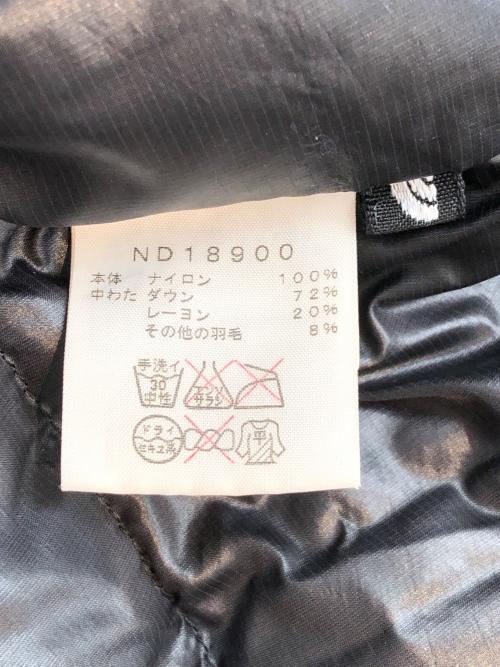 ND18900
本体 ナイロン 100%
中わた ダウン 72%
レーヨン 20%
その他の羽毛 8%
手洗イ
30
中性
エンソ
サラシ
ドライ
セキユ系
平